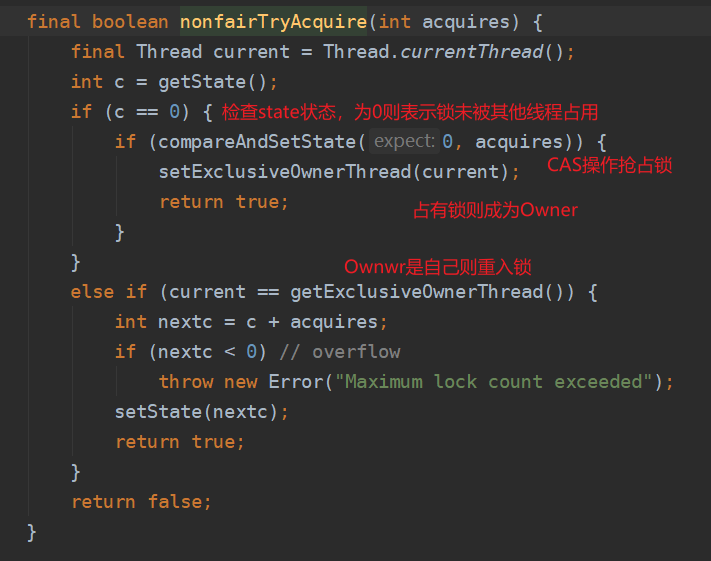 final boolean nonfairTryAcquire(int acquires) {
final Thread current = Thread.currentThread();
int c = getState();
if (c == 0) { 检查state状态，为0则表示锁未被其他线程占用
if (compareAndSetState( expect: 0, acquires)) {
CAS操作抢占锁
setExclusiveOwnerThread(current);
return true;
占有锁则成为Owner
}
}
Ownwr是自己则重入锁
else if (current == getExclusiveOwnerThread()) {
int nextc = c + acquires;
if (nextc < 0) // overflow
throw new Error("Maximum lock count exceeded");
setState(nextc);
return true;
}
return false;
}